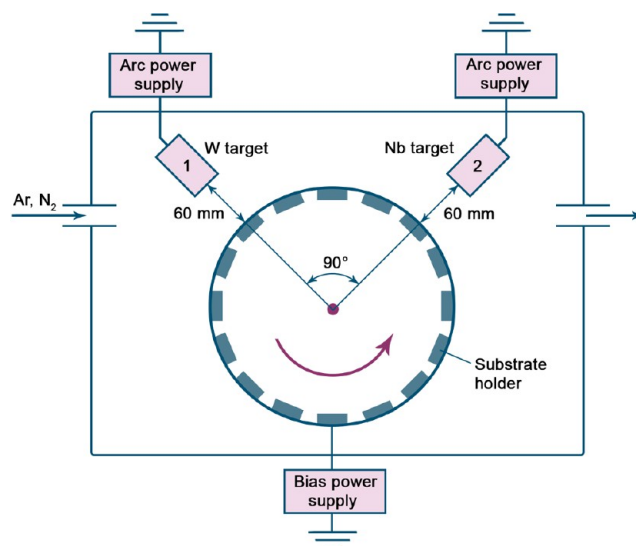 Arc power
supply
Arc power
supply
W target
Nb target
1
2
Ar, N₂
60 mm
60 mm
90°
Substrate
holder
Bias power
supply